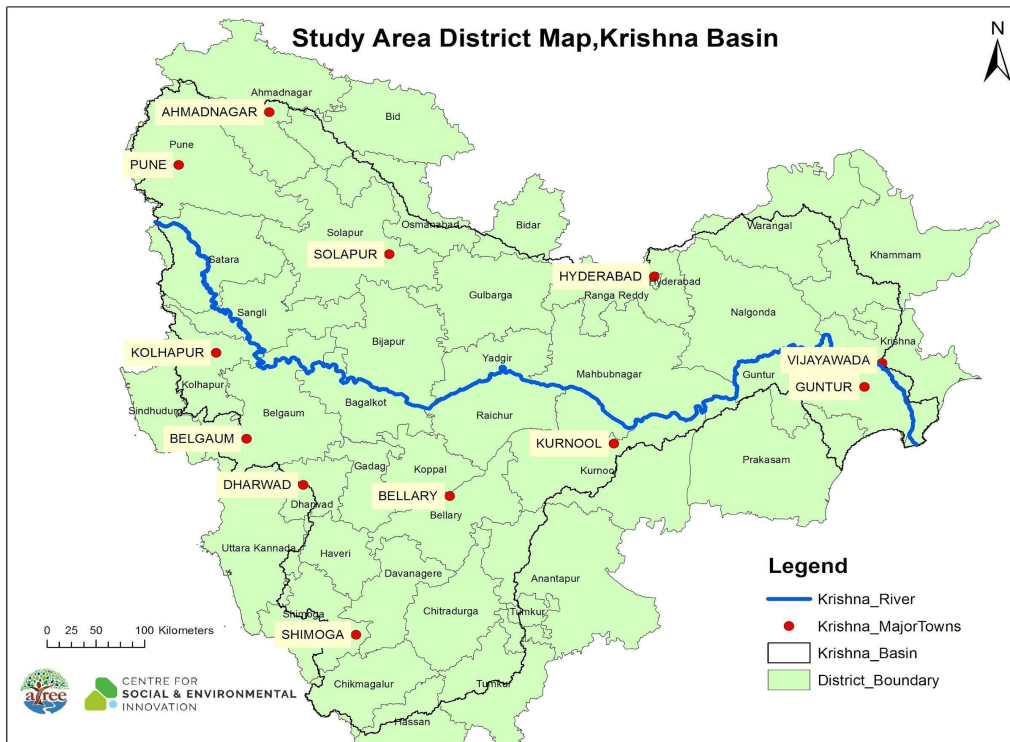 Study Area District Map,Krishna Basin
N
Ahmadnagar
AHMADNAGAR
Bid
Pune
PUNE
Osmanabad
Bidar
Warangal
Solapur
Khammam
Satara
SOLAPUR
HYDERABAD
Hyderabad
Gulbarga
Ranga Reddy
Nalgonda
Sangli
Bijapur
Krishna
KOLHAPUR
Yadgir
VIJAYAWADA
Mahbubnagar
Guntur
Kolhapur
GUNTUR
Bagalkot
Sindhudurg
Belgaum
Raichur
BELGAUM
KURNOOL
Prakasam
Gadag
Koppal
Kurnool
DHARWAD
BELLARY
Dharwad
Bellary
Uttara Kannada
Haveri
Davanagere
Anantapur
Legend
Krishna_River
Shimoga
Chitradurga
Tumkur
Krishna_MajorTowns
0 25 50 100 Kilometers
SHIMOGA
Krishna_Basin
District_Boundary
Chikmagalur
Tumkur
Hassan
atree
CENTRE FOR
SOCIAL & ENVIRONMENTAL
INNOVATION